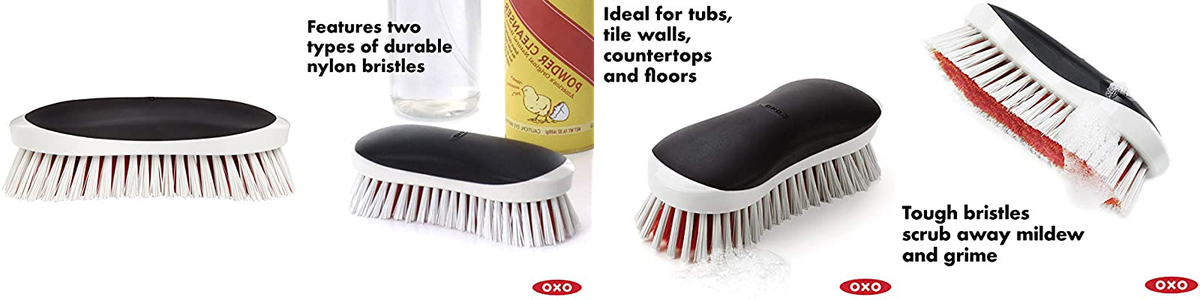 Features two
types of durable
nylon bristles
POWDER CLEANSER
OXO
Ideal for tubs,
tile walls,
countertops
and floors
OXO
Tough bristles
scrub away mildew
and grime
OXO